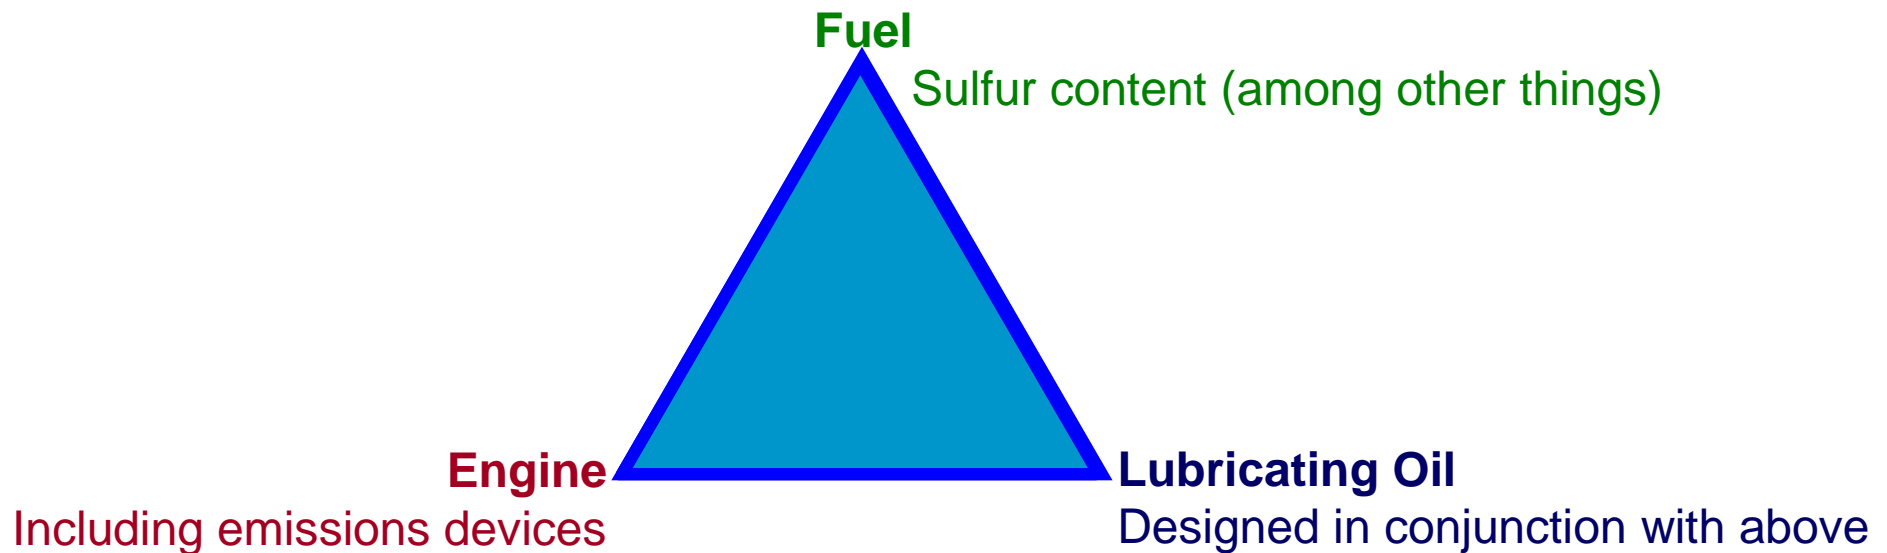 Fuel
Sulfur content (among other things)
Engine
Including emissions devices
Lubricating Oil
Designed in conjunction with above